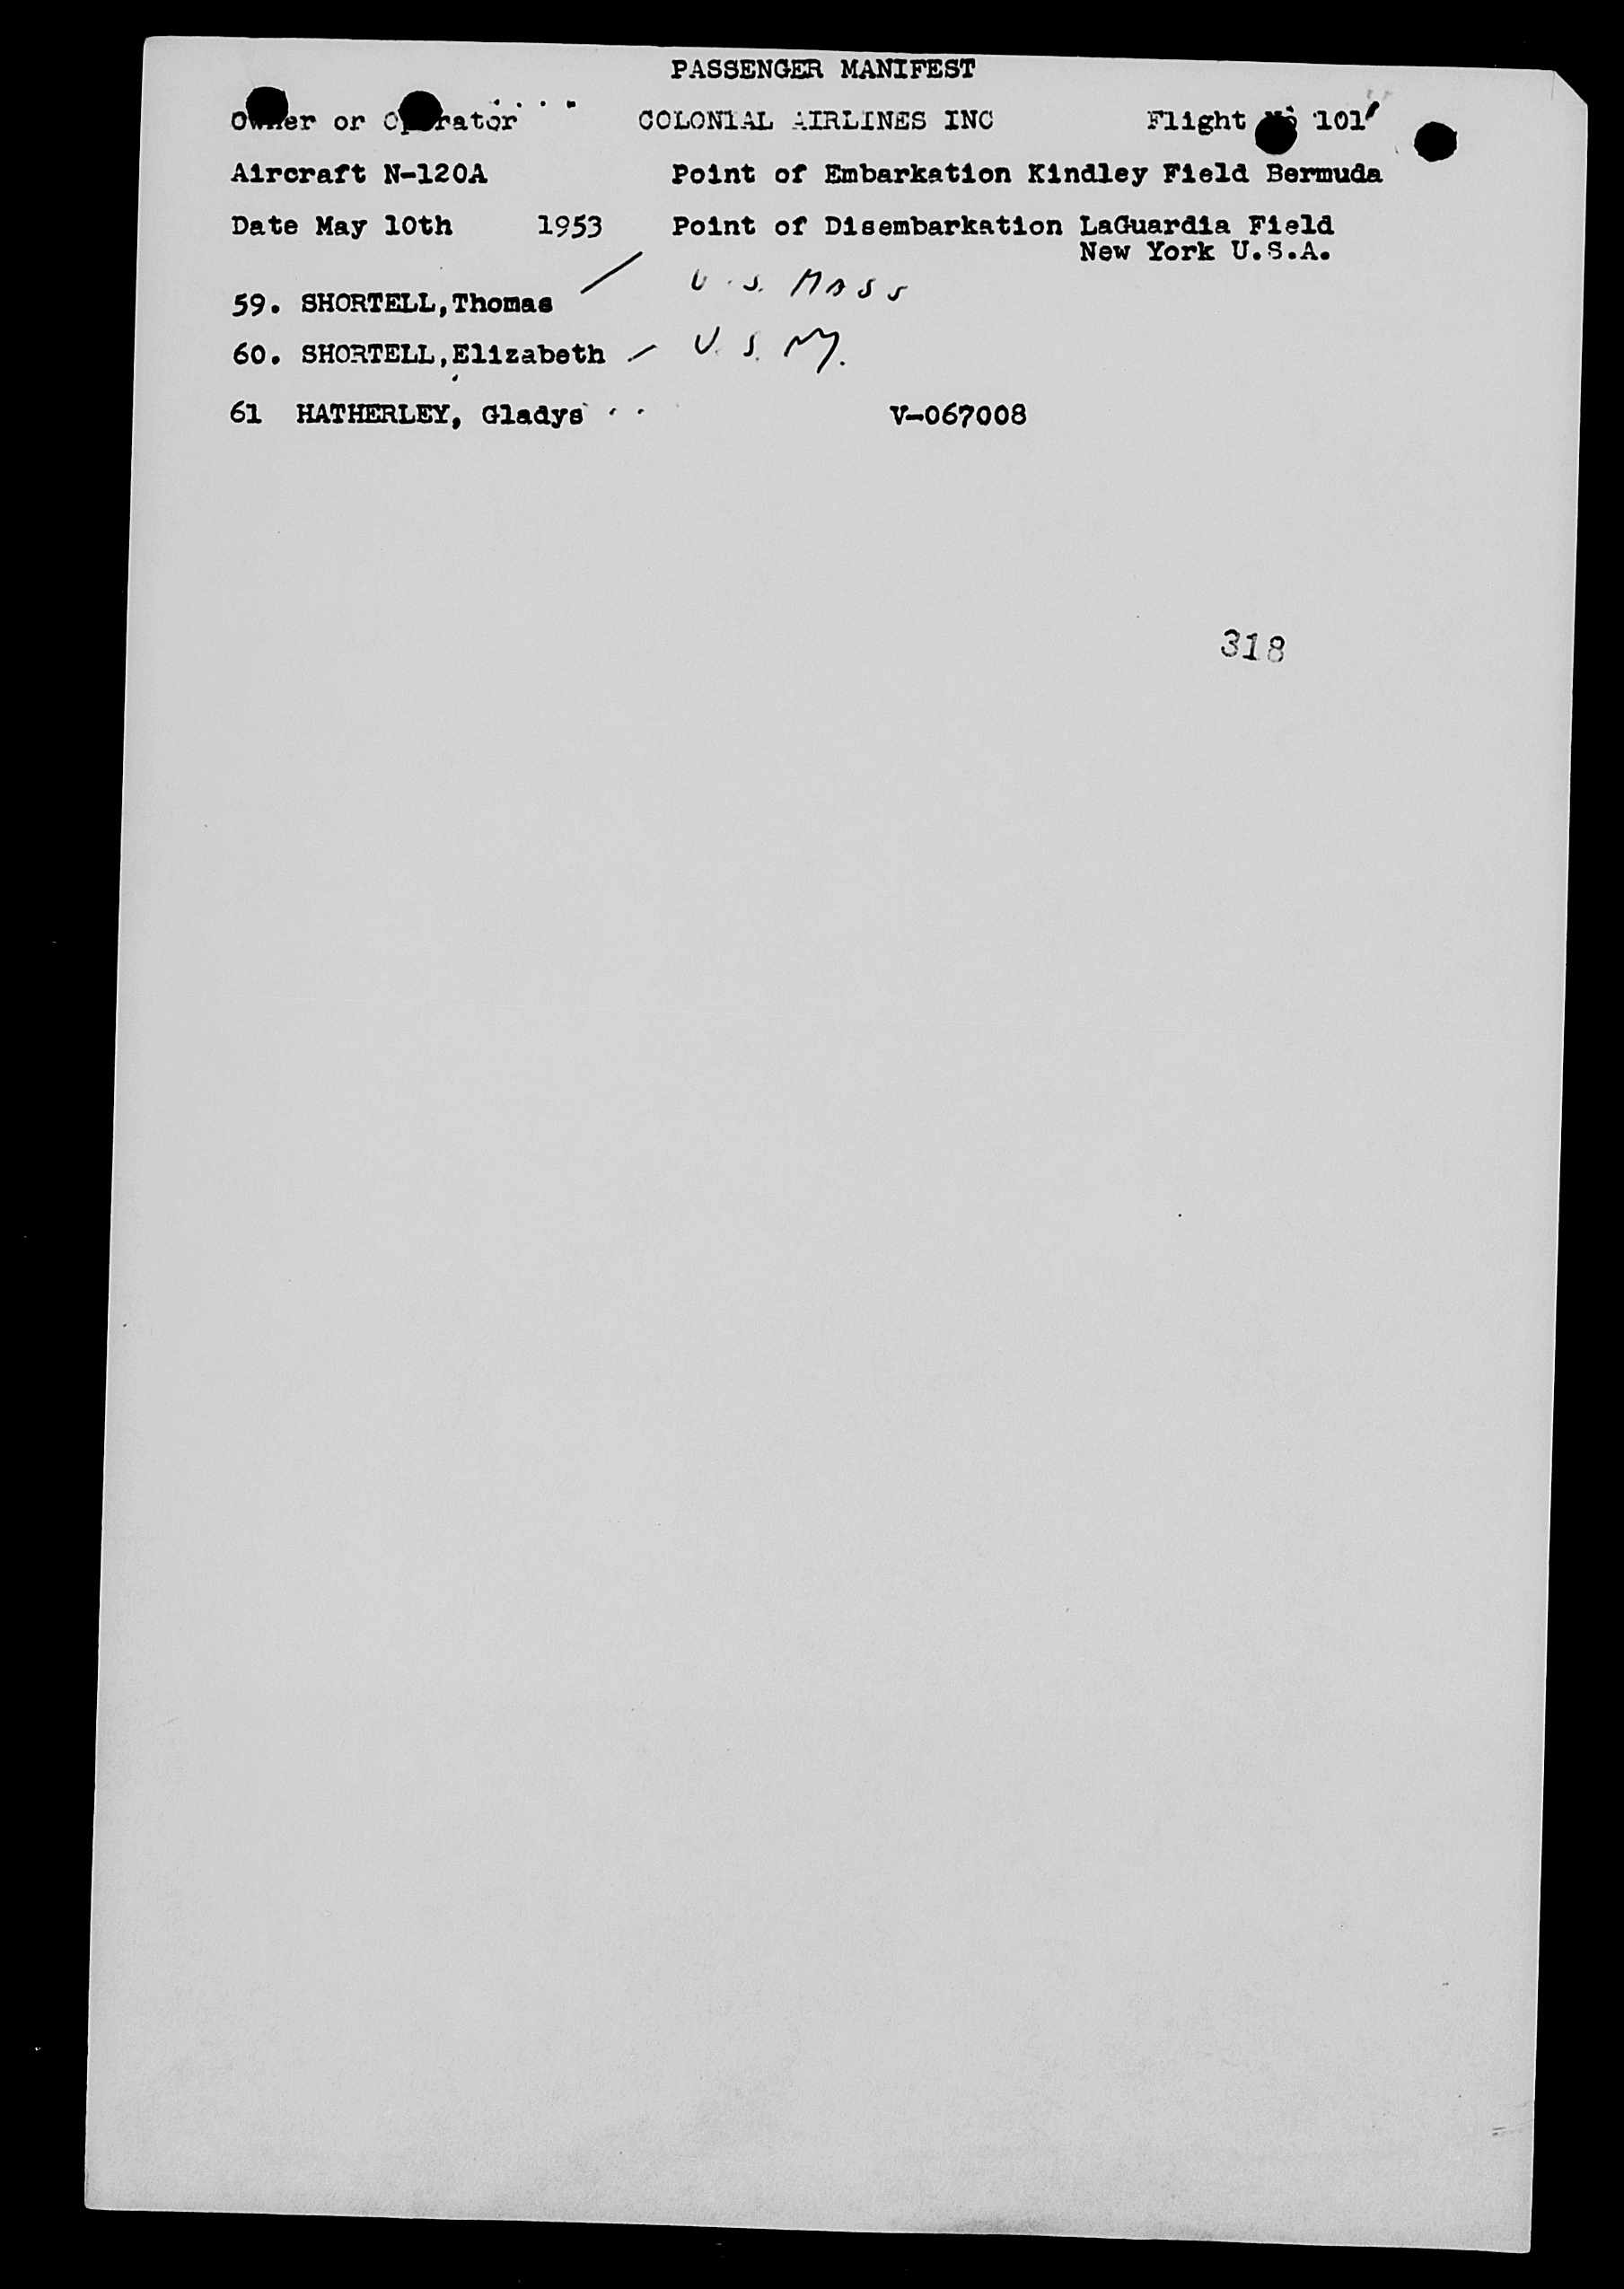 PASSENGER MANIFEST
Owner or Operator COLONIAL AIRLINES INC Flight No 101
Aircraft N-120A Point of Embarkation Kindley Field Bermuda
Date May 10th 1953 Point of Disembarkation LaGuardia Field
New York U.S.A.
59. SHORTELL,Thomas U.S. MASS
60. SHORTELL,Elizabeth U.S. NY.
61 HATHERLEY, Gladys V-067008
318